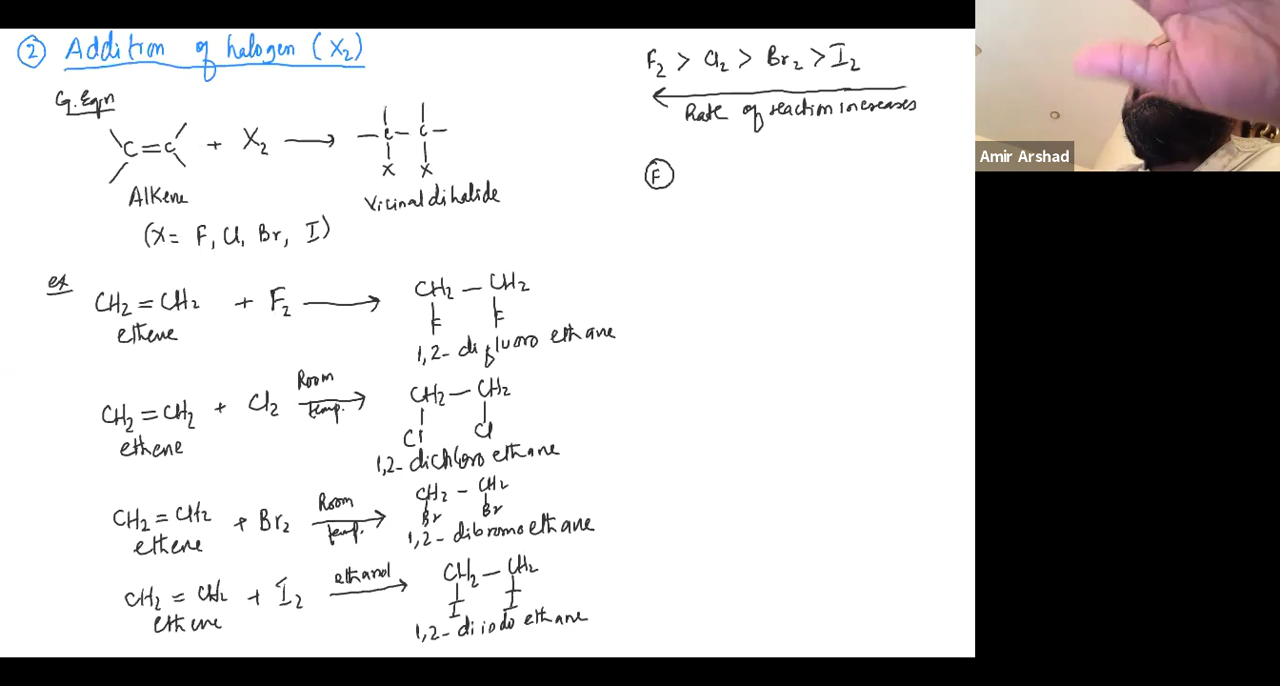 ② Addition of halogen (X₂)
G. Eqn
C=C + X₂ ⟶ -C-C-
X X
Alkene
Vicinal dihalide
(X= F, Cl, Br, I)
ex
CH₂=CH₂ + F₂ ⟶ CH₂-CH₂
F F
ethene
1,2-difluoro ethane
CH₂=CH₂ + Cl₂ Room temp. ⟶ CH₂-CH₂
Cl Cl
ethene
1,2-dichloro ethane
CH₂=CH₂ + Br₂ Room temp. ⟶ CH₂-CH₂
Br Br
ethene
1,2-dibromo ethane
CH₂=CH₂ + I₂ ethanol ⟶ CH₂-CH₂
I I
ethene
1,2-diiodo ethane
F₂ > Cl₂ > Br₂ > I₂
⟵ Rate of reaction increases
Ⓕ
Amir Arshad